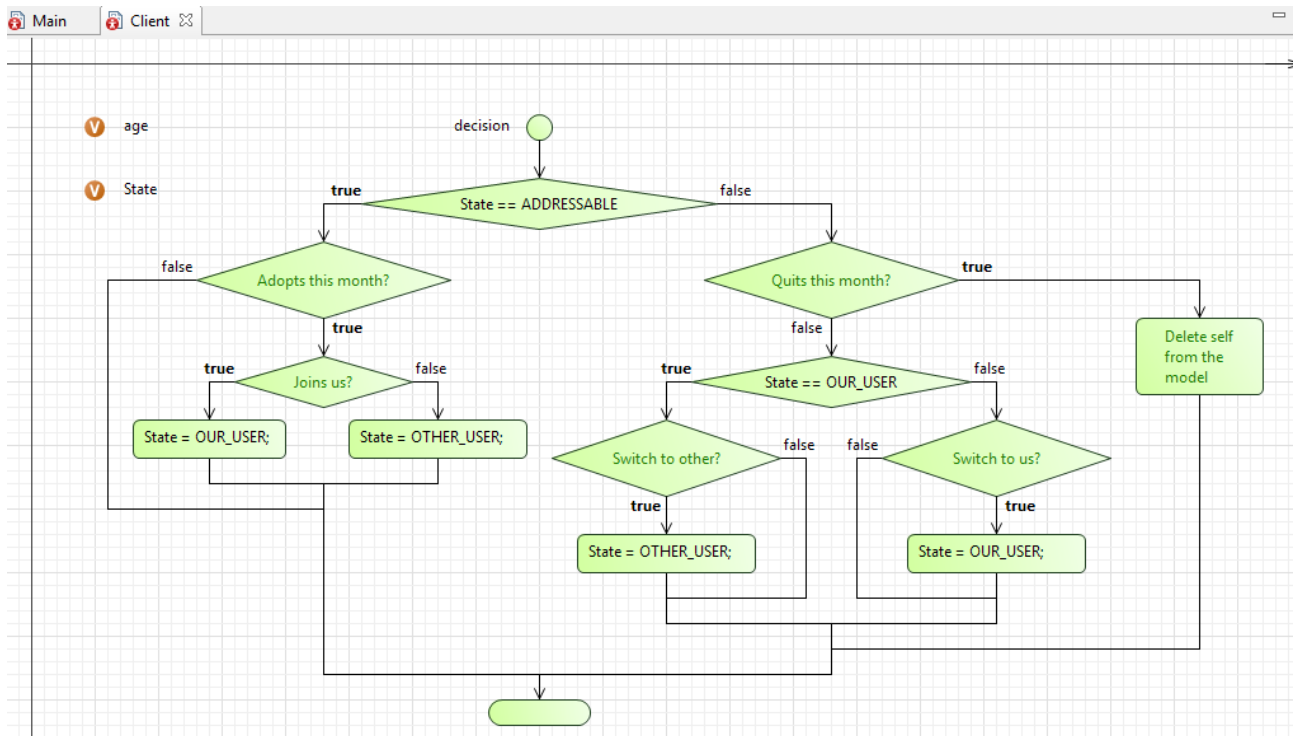 Main
Client
V
age
decision
V
State
true
false
State == ADDRESSABLE
false
Adopts this month?
Quits this month?
true
true
false
Delete self
from the
model
true
Joins us?
false
true
State == OUR_USER
false
State = OUR_USER;
State = OTHER_USER;
Switch to other?
false
false
Switch to us?
true
true
State = OTHER_USER;
State = OUR_USER;